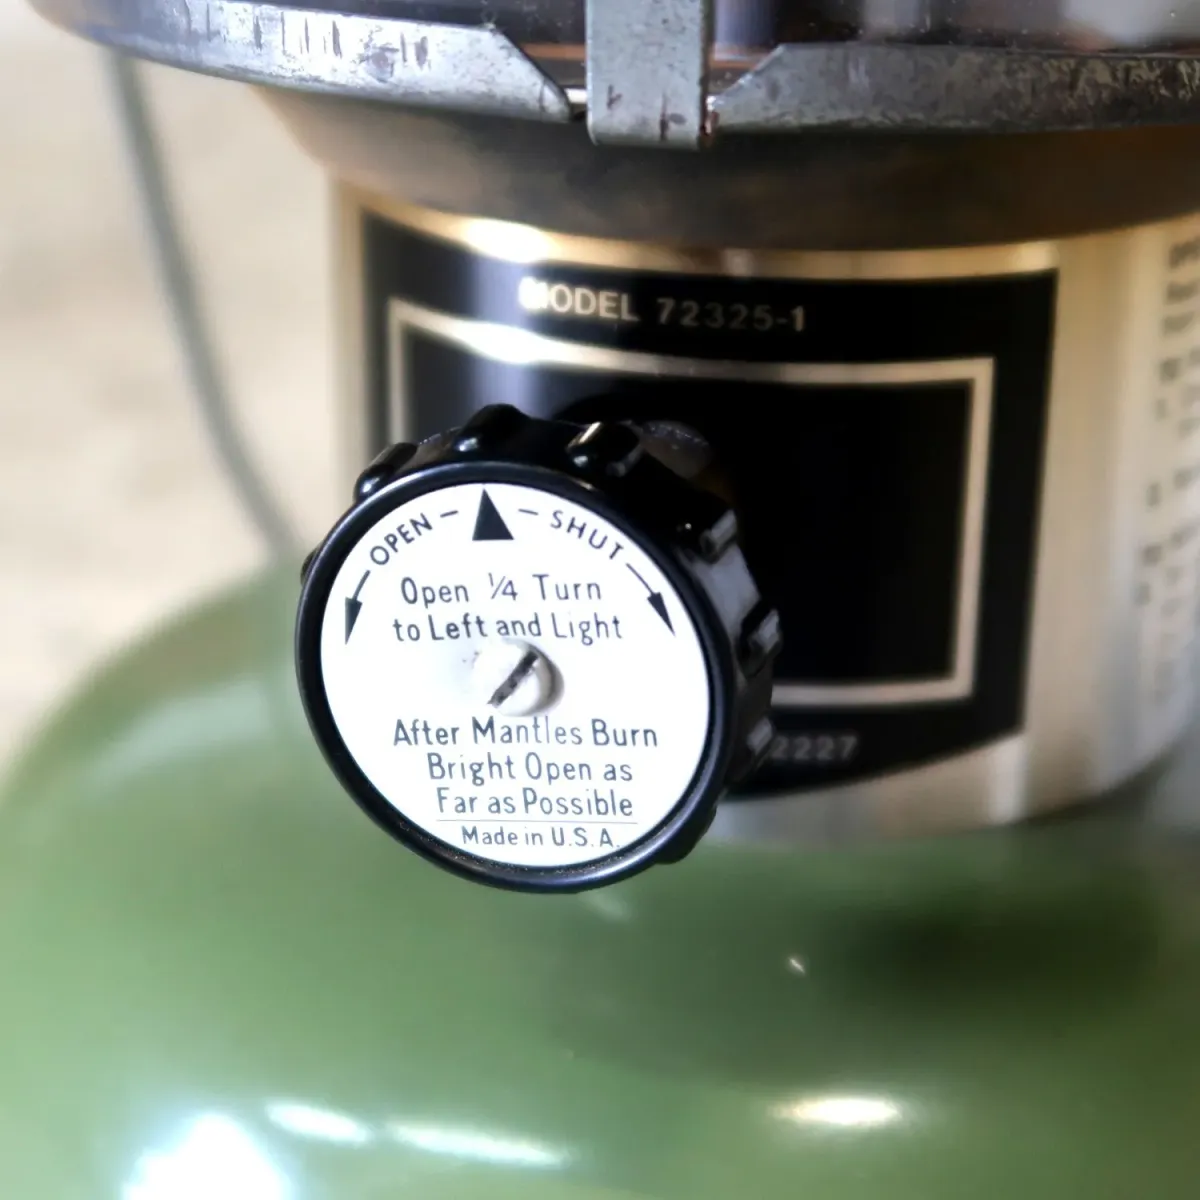 MODEL 72325-1
OPEN – – SHUT
Open ¼ Turn
to Left and Light
After Mantles Burn
Bright Open as
Far as Possible
Made in U.S.A.
2227